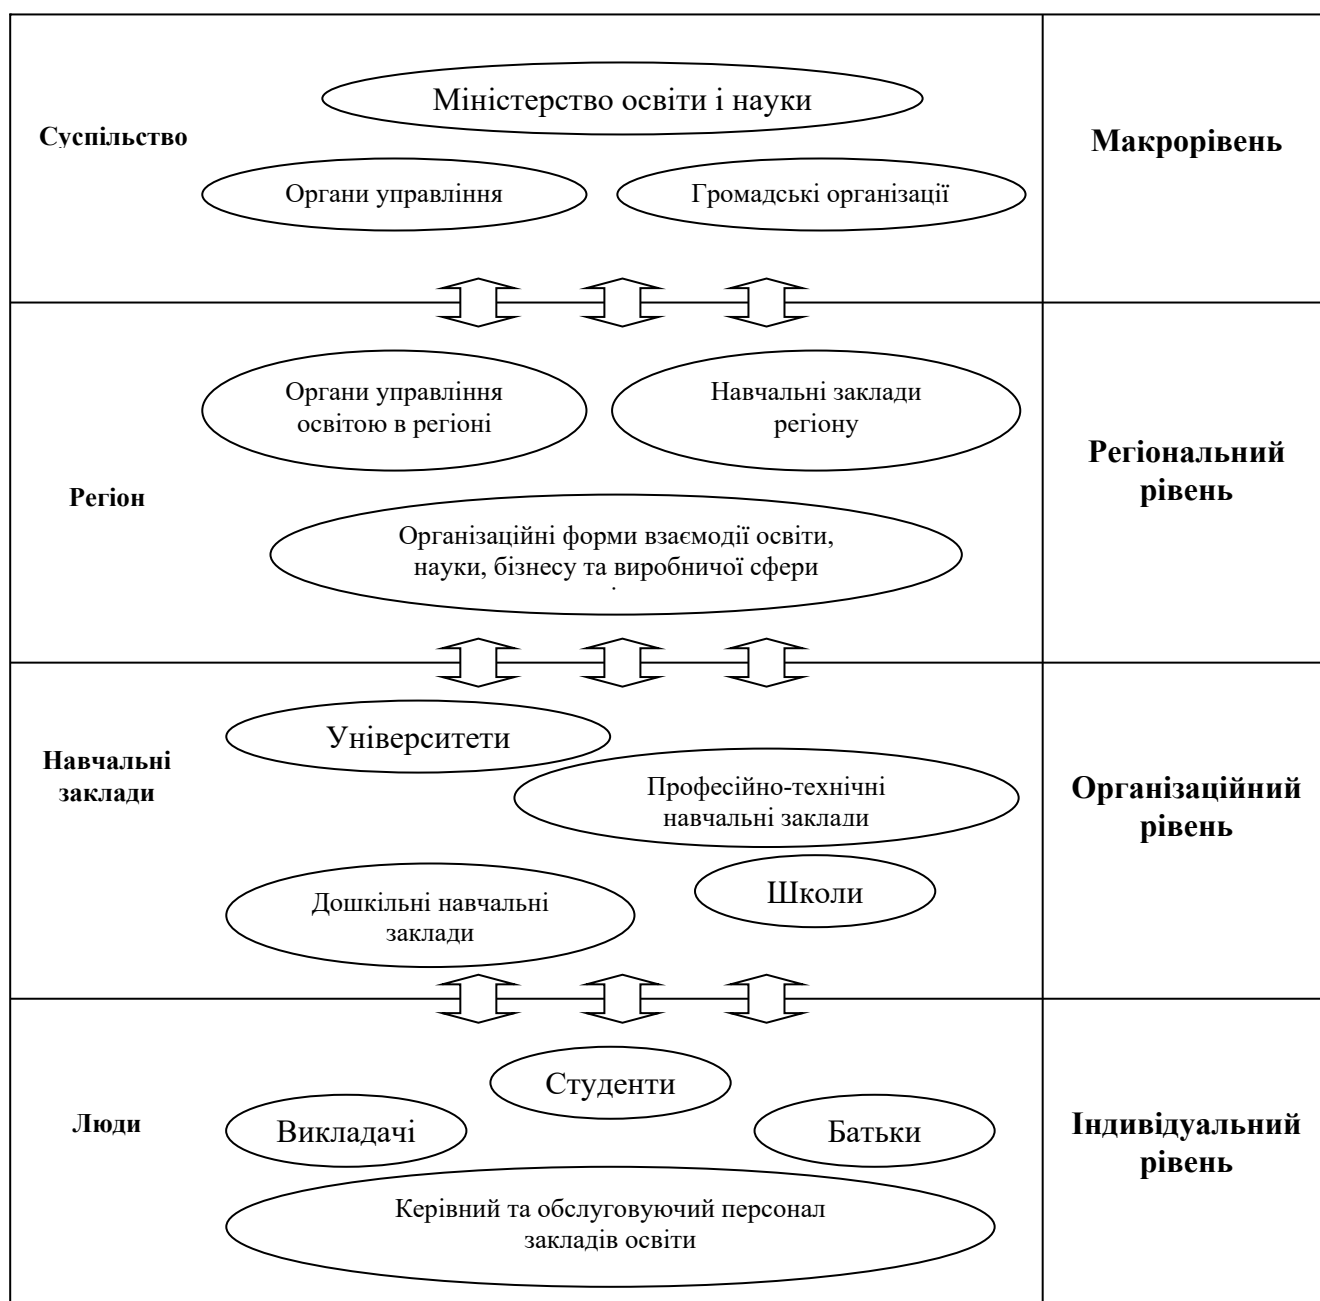 Міністерство освіти і науки
Суспільство
Макрорівень
Органи управління
Громадські організації
Органи управління
освітою в регіоні
Навчальні заклади
регіону
Регіональний
рівень
Регіон
Організаційні форми взаємодії освіти,
науки, бізнесу та виробничої сфери
Університети
Навчальні
заклади
Професійно-технічні
навчальні заклади
Організаційний
рівень
Школи
Дошкільні навчальні
заклади
Студенти
Люди
Викладачі
Батьки
Індивідуальний
рівень
Керівний та обслуговуючий персонал
закладів освіти